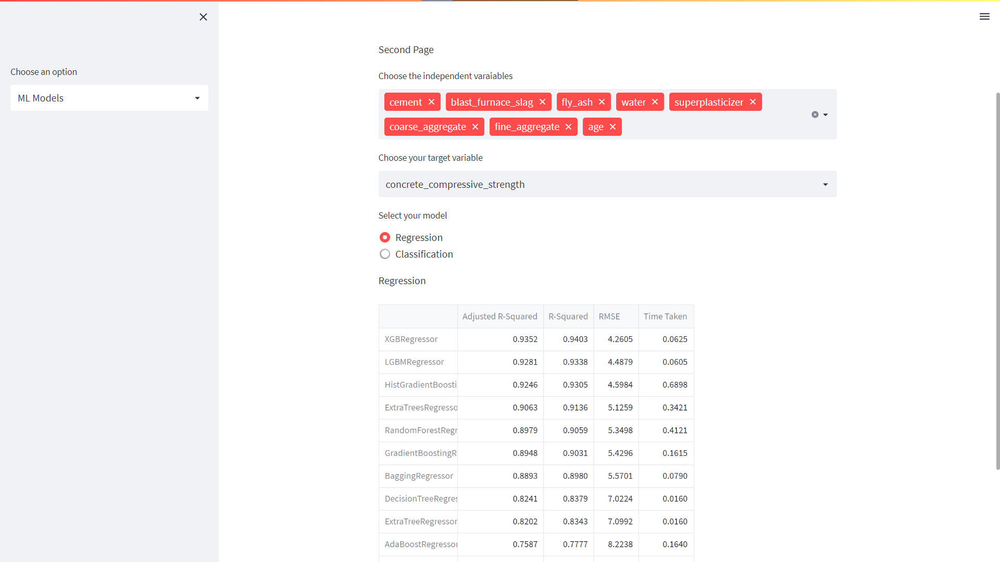 Choose an option
ML Models
Second Page
Choose the independent varaiables
cement blast_furnace_slag fly_ash water superplasticizer
coarse_aggregate fine_aggregate age
Choose your target variable
concrete_compressive_strength
Select your model
Regression
Classification
Regression
Adjusted R-Squared R-Squared RMSE Time Taken
XGBRegressor 0.9352 0.9403 4.2605 0.0625
LGBMRegressor 0.9281 0.9338 4.4879 0.0605
HistGradientBoosti 0.9246 0.9305 4.5984 0.6898
ExtraTreesRegresso 0.9063 0.9136 5.1259 0.3421
RandomForestRegr 0.8979 0.9059 5.3498 0.4121
GradientBoostingR 0.8948 0.9031 5.4296 0.1615
BaggingRegressor 0.8893 0.8980 5.5701 0.0790
DecisionTreeRegres 0.8241 0.8379 7.0224 0.0160
ExtraTreeRegressor 0.8202 0.8343 7.0992 0.0160
AdaBoostRegressor 0.7587 0.7777 8.2238 0.1640